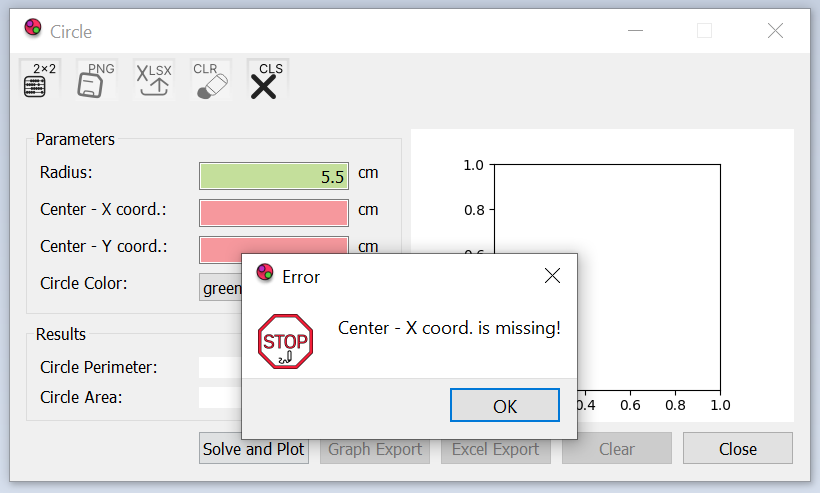 Circle
2×2
PNG
XLSX
CLR
CLS
Parameters
Radius: 5.5 cm
Center - X coord.: cm
Center - Y coord.: cm
Circle Color: green
Results
Circle Perimeter:
Circle Area:
1.0
0.8
0.6
0.4 0.6 0.8 1.0
Error
STOP
Center - X coord. is missing!
OK
Solve and Plot Graph Export Excel Export Clear Close